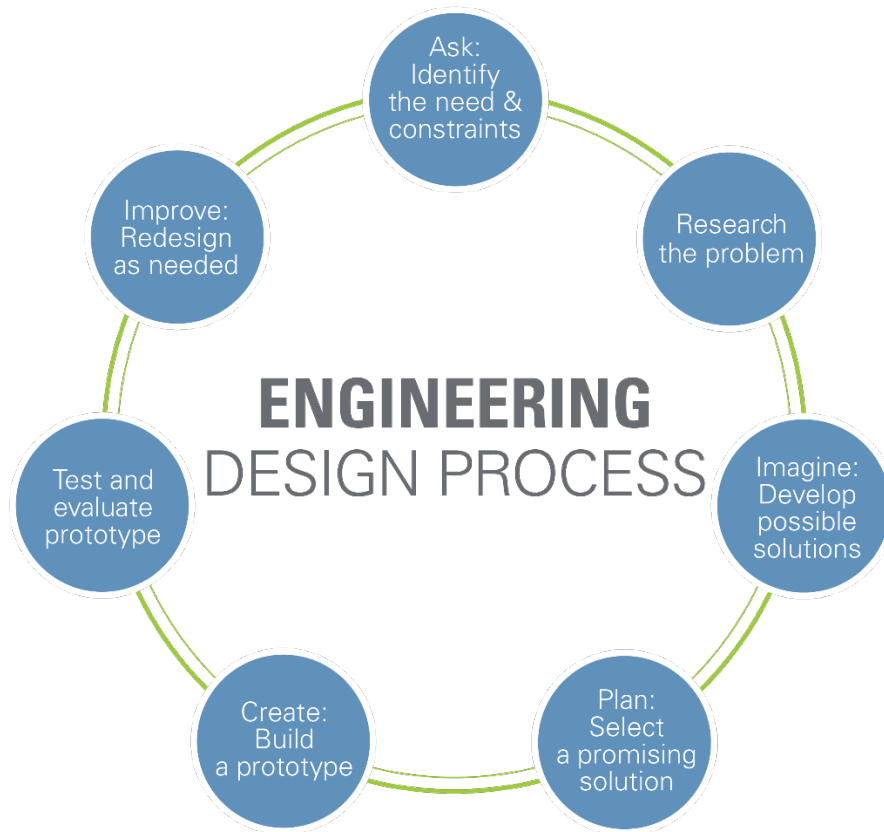 Ask:
Identify
the need &
constraints
Research
the problem
Imagine:
Develop
possible
solutions
Plan:
Select
a promising
solution
Create:
Build
a prototype
Test and
evaluate
prototype
Improve:
Redesign
as needed
ENGINEERING
DESIGN PROCESS